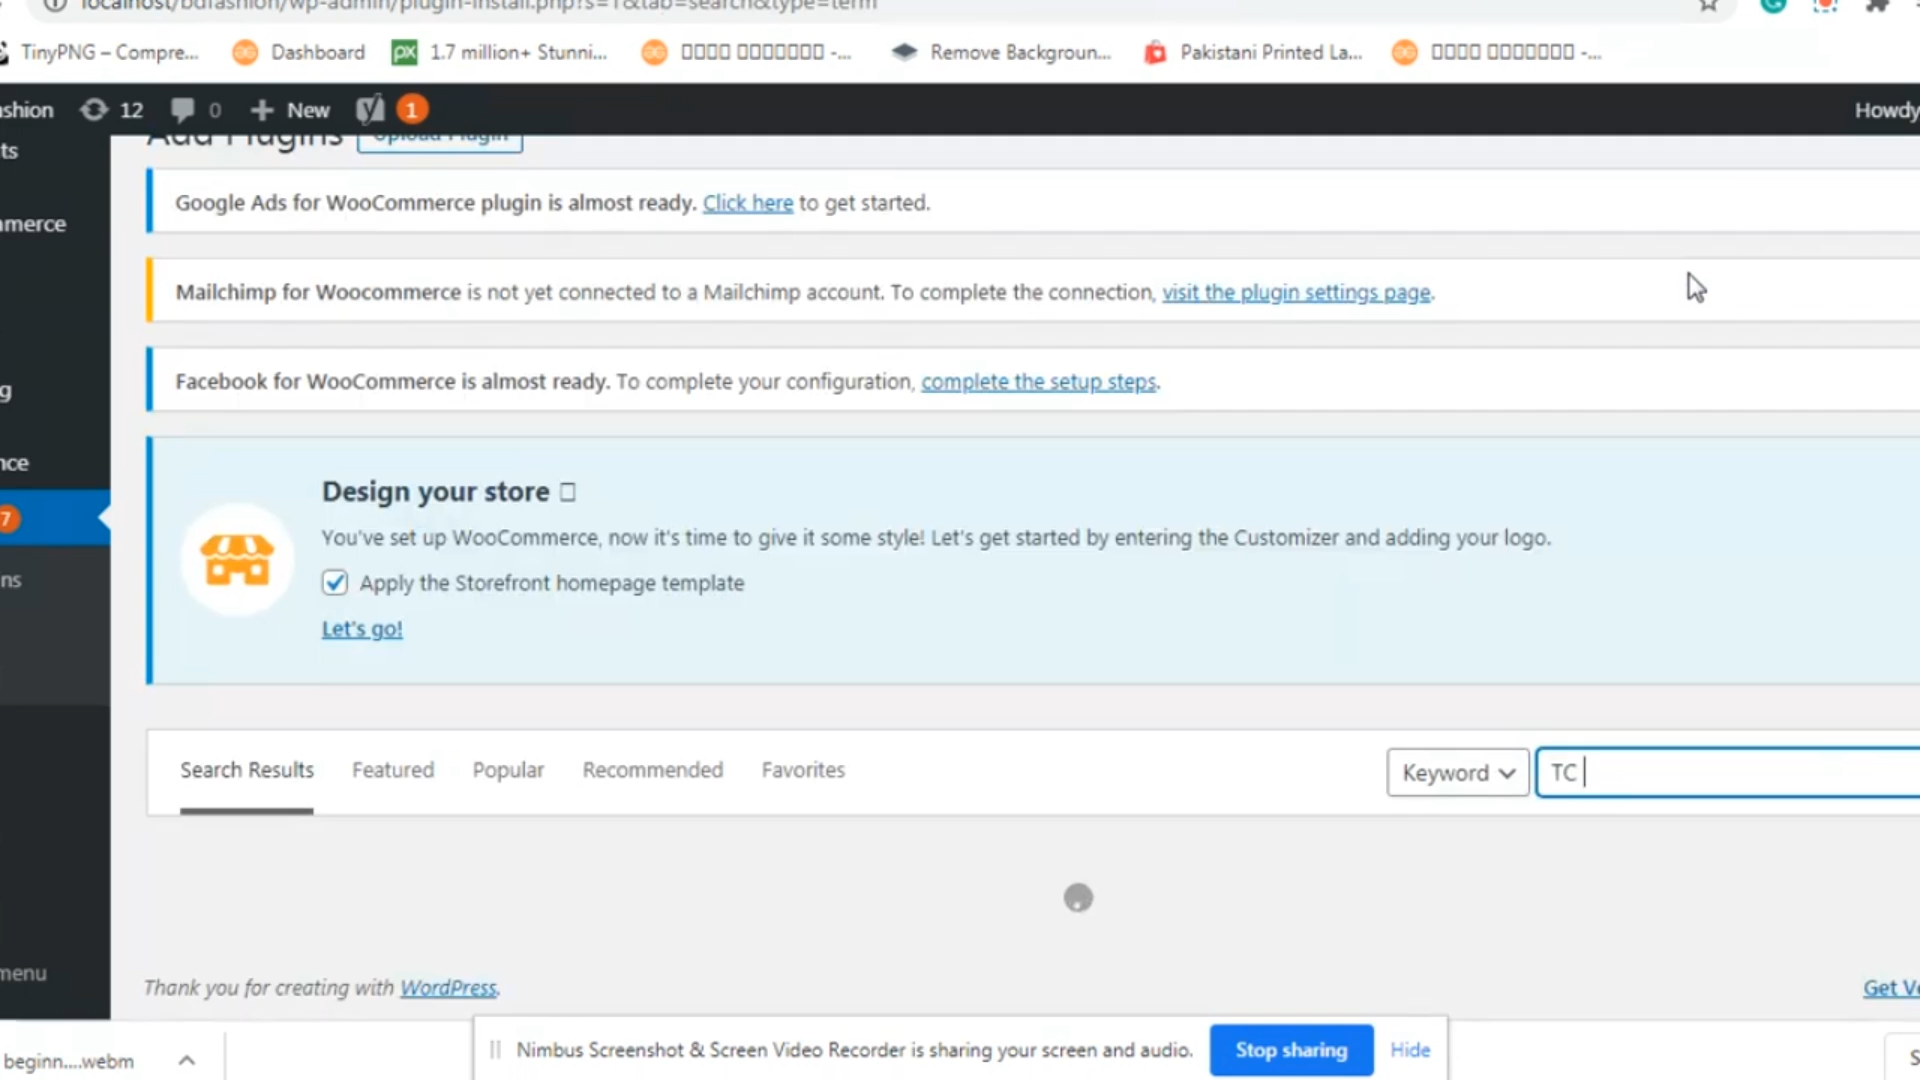 localhost/bdfashion/wp-admin/plugin-install.php?s=T&tab=search&type=term
TinyPNG – Compre... Dashboard px 1.7 million+ Stunni... Remove Backgroun... Pakistani Printed La...
ashion 12 0 + New 1 Howdy
Add Plugins Upload Plugin
ts
Google Ads for WooCommerce plugin is almost ready. Click here to get started.
mmerce
Mailchimp for Woocommerce is not yet connected to a Mailchimp account. To complete the connection, visit the plugin settings page.
Facebook for WooCommerce is almost ready. To complete your configuration, complete the setup steps.
g
nce
Design your store
7
You've set up WooCommerce, now it's time to give it some style! Let's get started by entering the Customizer and adding your logo.
ns
Apply the Storefront homepage template
Let's go!
Search Results Featured Popular Recommended Favorites Keyword TC
menu
Thank you for creating with WordPress. Get Ve
beginn....webm
Nimbus Screenshot & Screen Video Recorder is sharing your screen and audio. Stop sharing Hide
S